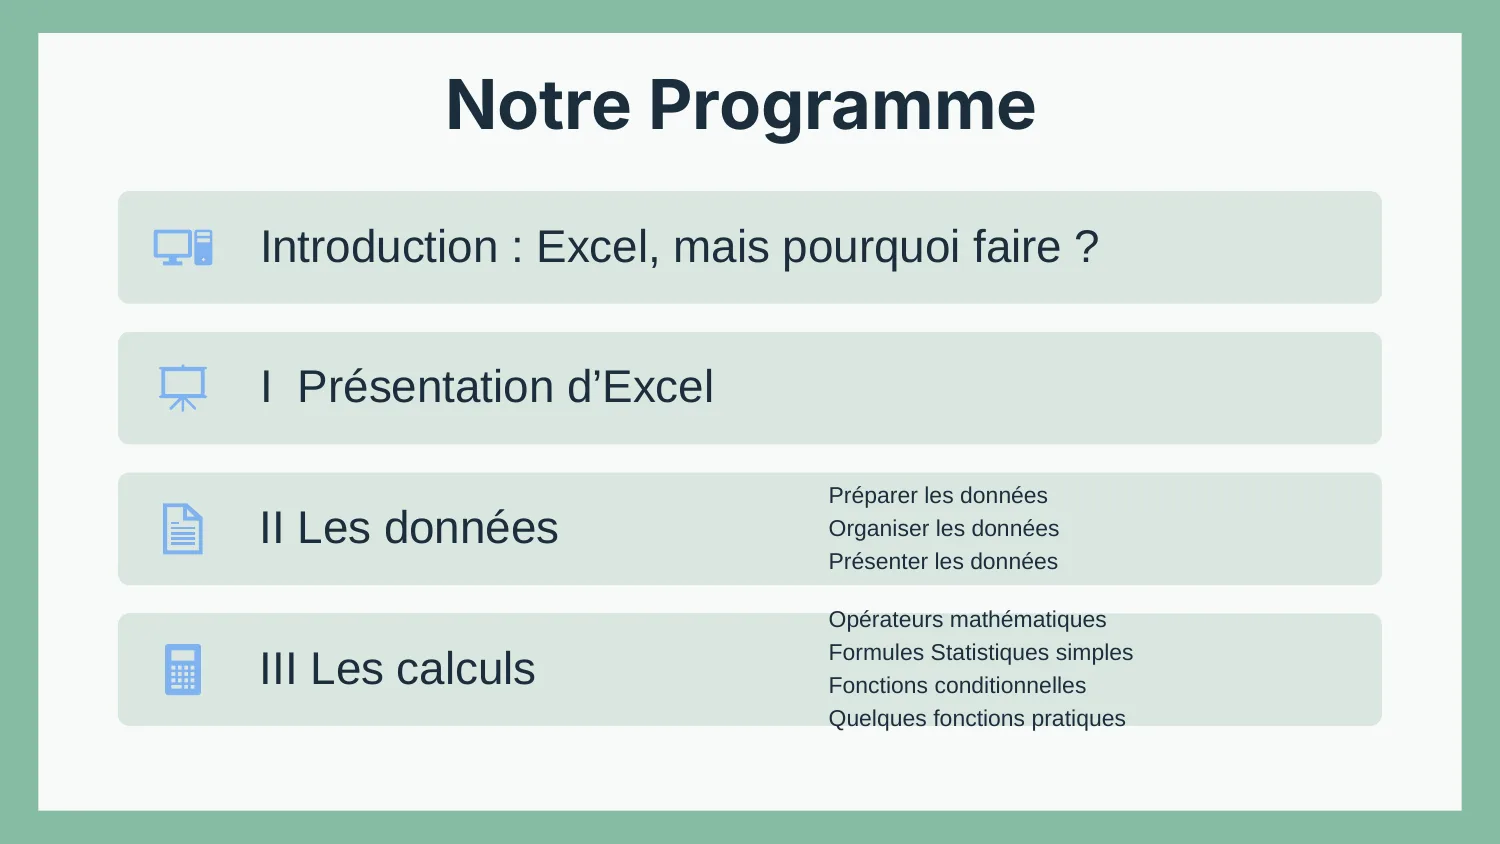 Notre Programme
Introduction : Excel, mais pourquoi faire ?
I  Présentation d’Excel
II Les données
Préparer les données
Organiser les données
Présenter les données
III Les calculs
Opérateurs mathématiques
Formules Statistiques simples
Fonctions conditionnelles
Quelques fonctions pratiques